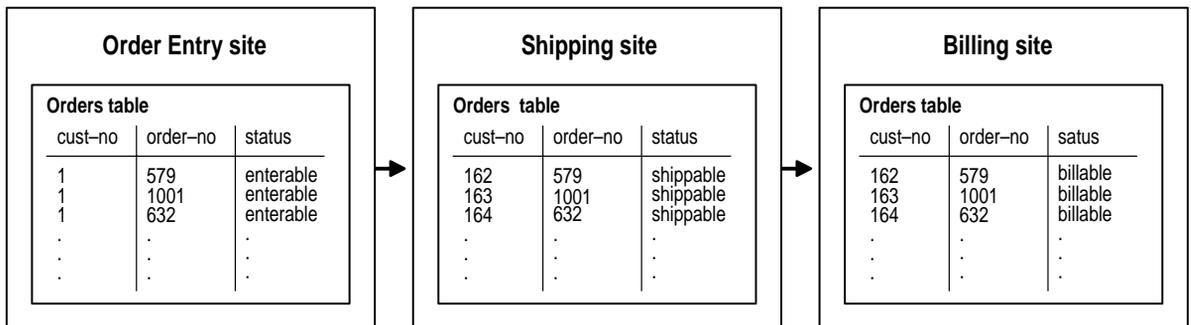 Order Entry site
Orders table
cust–no order–no status
1 579 enterable
1 1001 enterable
1 632 enterable
. . .
. . .
. . .
Shipping site
Orders table
cust–no order–no status
162 579 shippable
163 1001 shippable
164 632 shippable
. . .
. . .
. . .
Billing site
Orders table
cust–no order–no satus
162 579 billable
163 1001 billable
164 632 billable
. . .
. . .
. . .